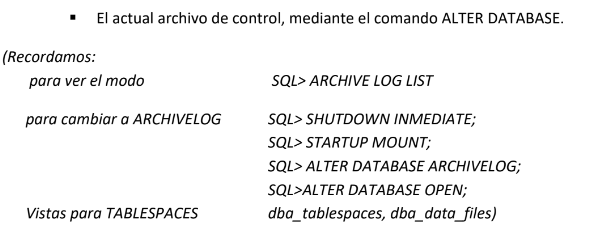 ▪ El actual archivo de control, mediante el comando ALTER DATABASE.
(Recordamos:
para ver el modo SQL> ARCHIVE LOG LIST
para cambiar a ARCHIVELOG SQL> SHUTDOWN INMEDIATE;
SQL> STARTUP MOUNT;
SQL> ALTER DATABASE ARCHIVELOG;
SQL>ALTER DATABASE OPEN;
Vistas para TABLESPACES dba_tablespaces, dba_data_files)